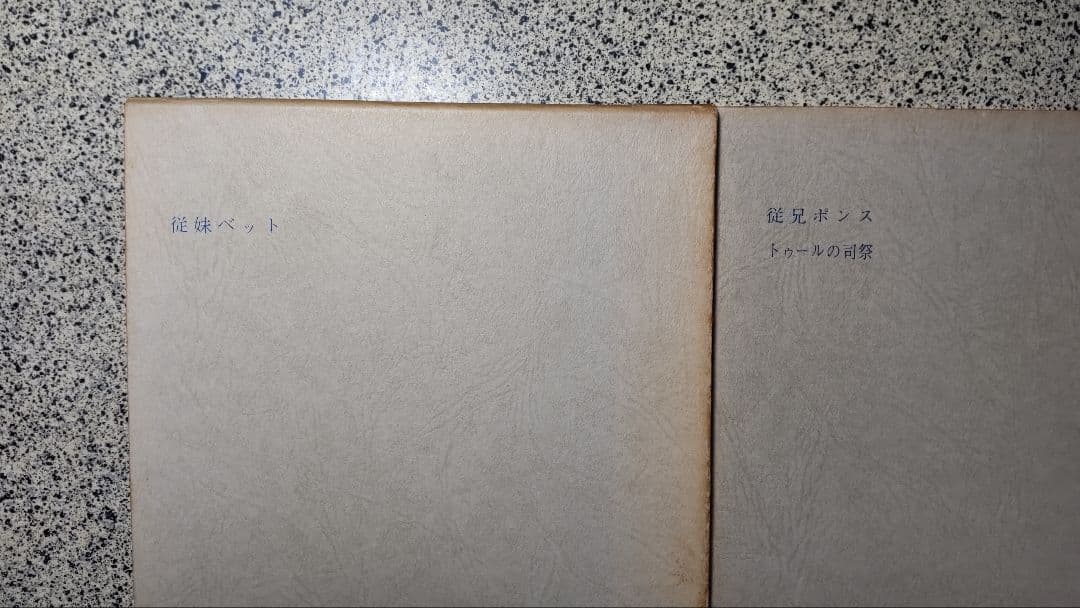 従妹ベット
従兄ポンス
トゥールの司祭